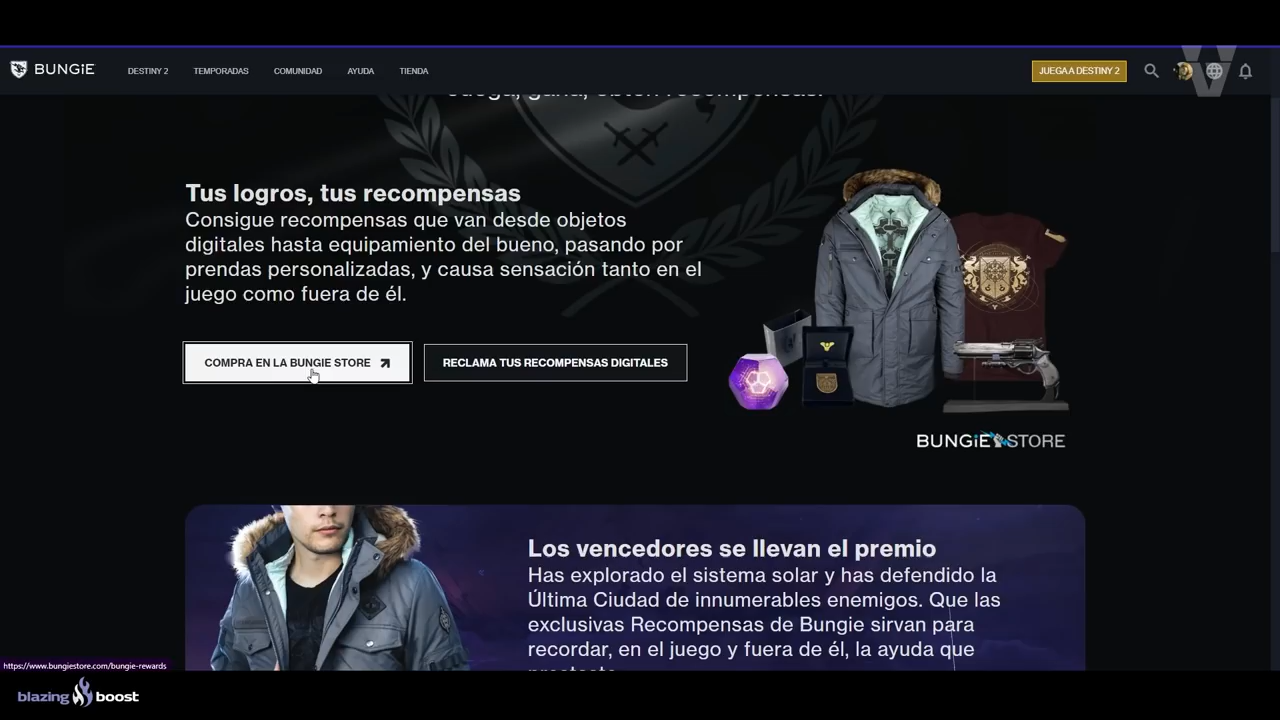 BUNGiE
DESTINY 2 TEMPORADAS COMUNIDAD AYUDA TIENDA
JUEGA A DESTINY 2
Juega, gana, obtén recompensas.
Tus logros, tus recompensas
Consigue recompensas que van desde objetos
digitales hasta equipamiento del bueno, pasando por
prendas personalizadas, y causa sensación tanto en el
juego como fuera de él.
COMPRA EN LA BUNGIE STORE
RECLAMA TUS RECOMPENSAS DIGITALES
BUNGiE STORE
Los vencedores se llevan el premio
Has explorado el sistema solar y has defendido la
Última Ciudad de innumerables enemigos. Que las
exclusivas Recompensas de Bungie sirvan para
recordar, en el juego y fuera de él, la ayuda que
https://www.bungiestore.com/bungie-rewards
blazing boost